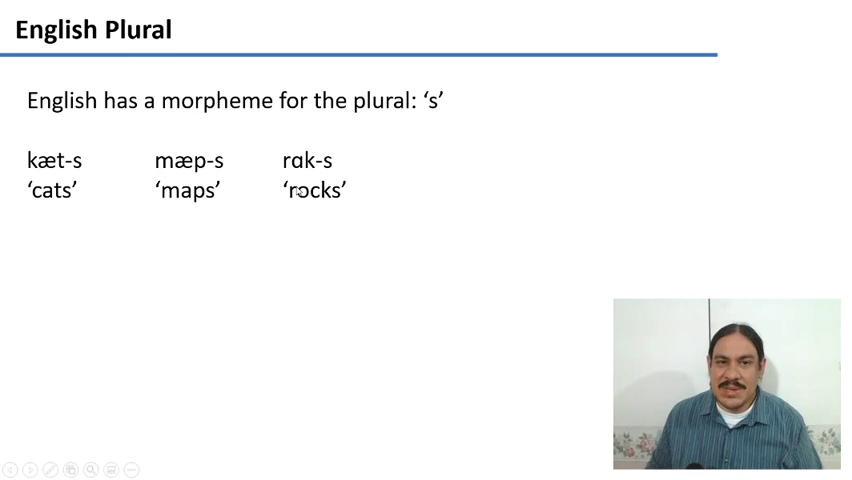 English Plural
English has a morpheme for the plural: ‘s’
kæt-s mæp-s rɑk-s
‘cats’ ‘maps’ ‘rocks’